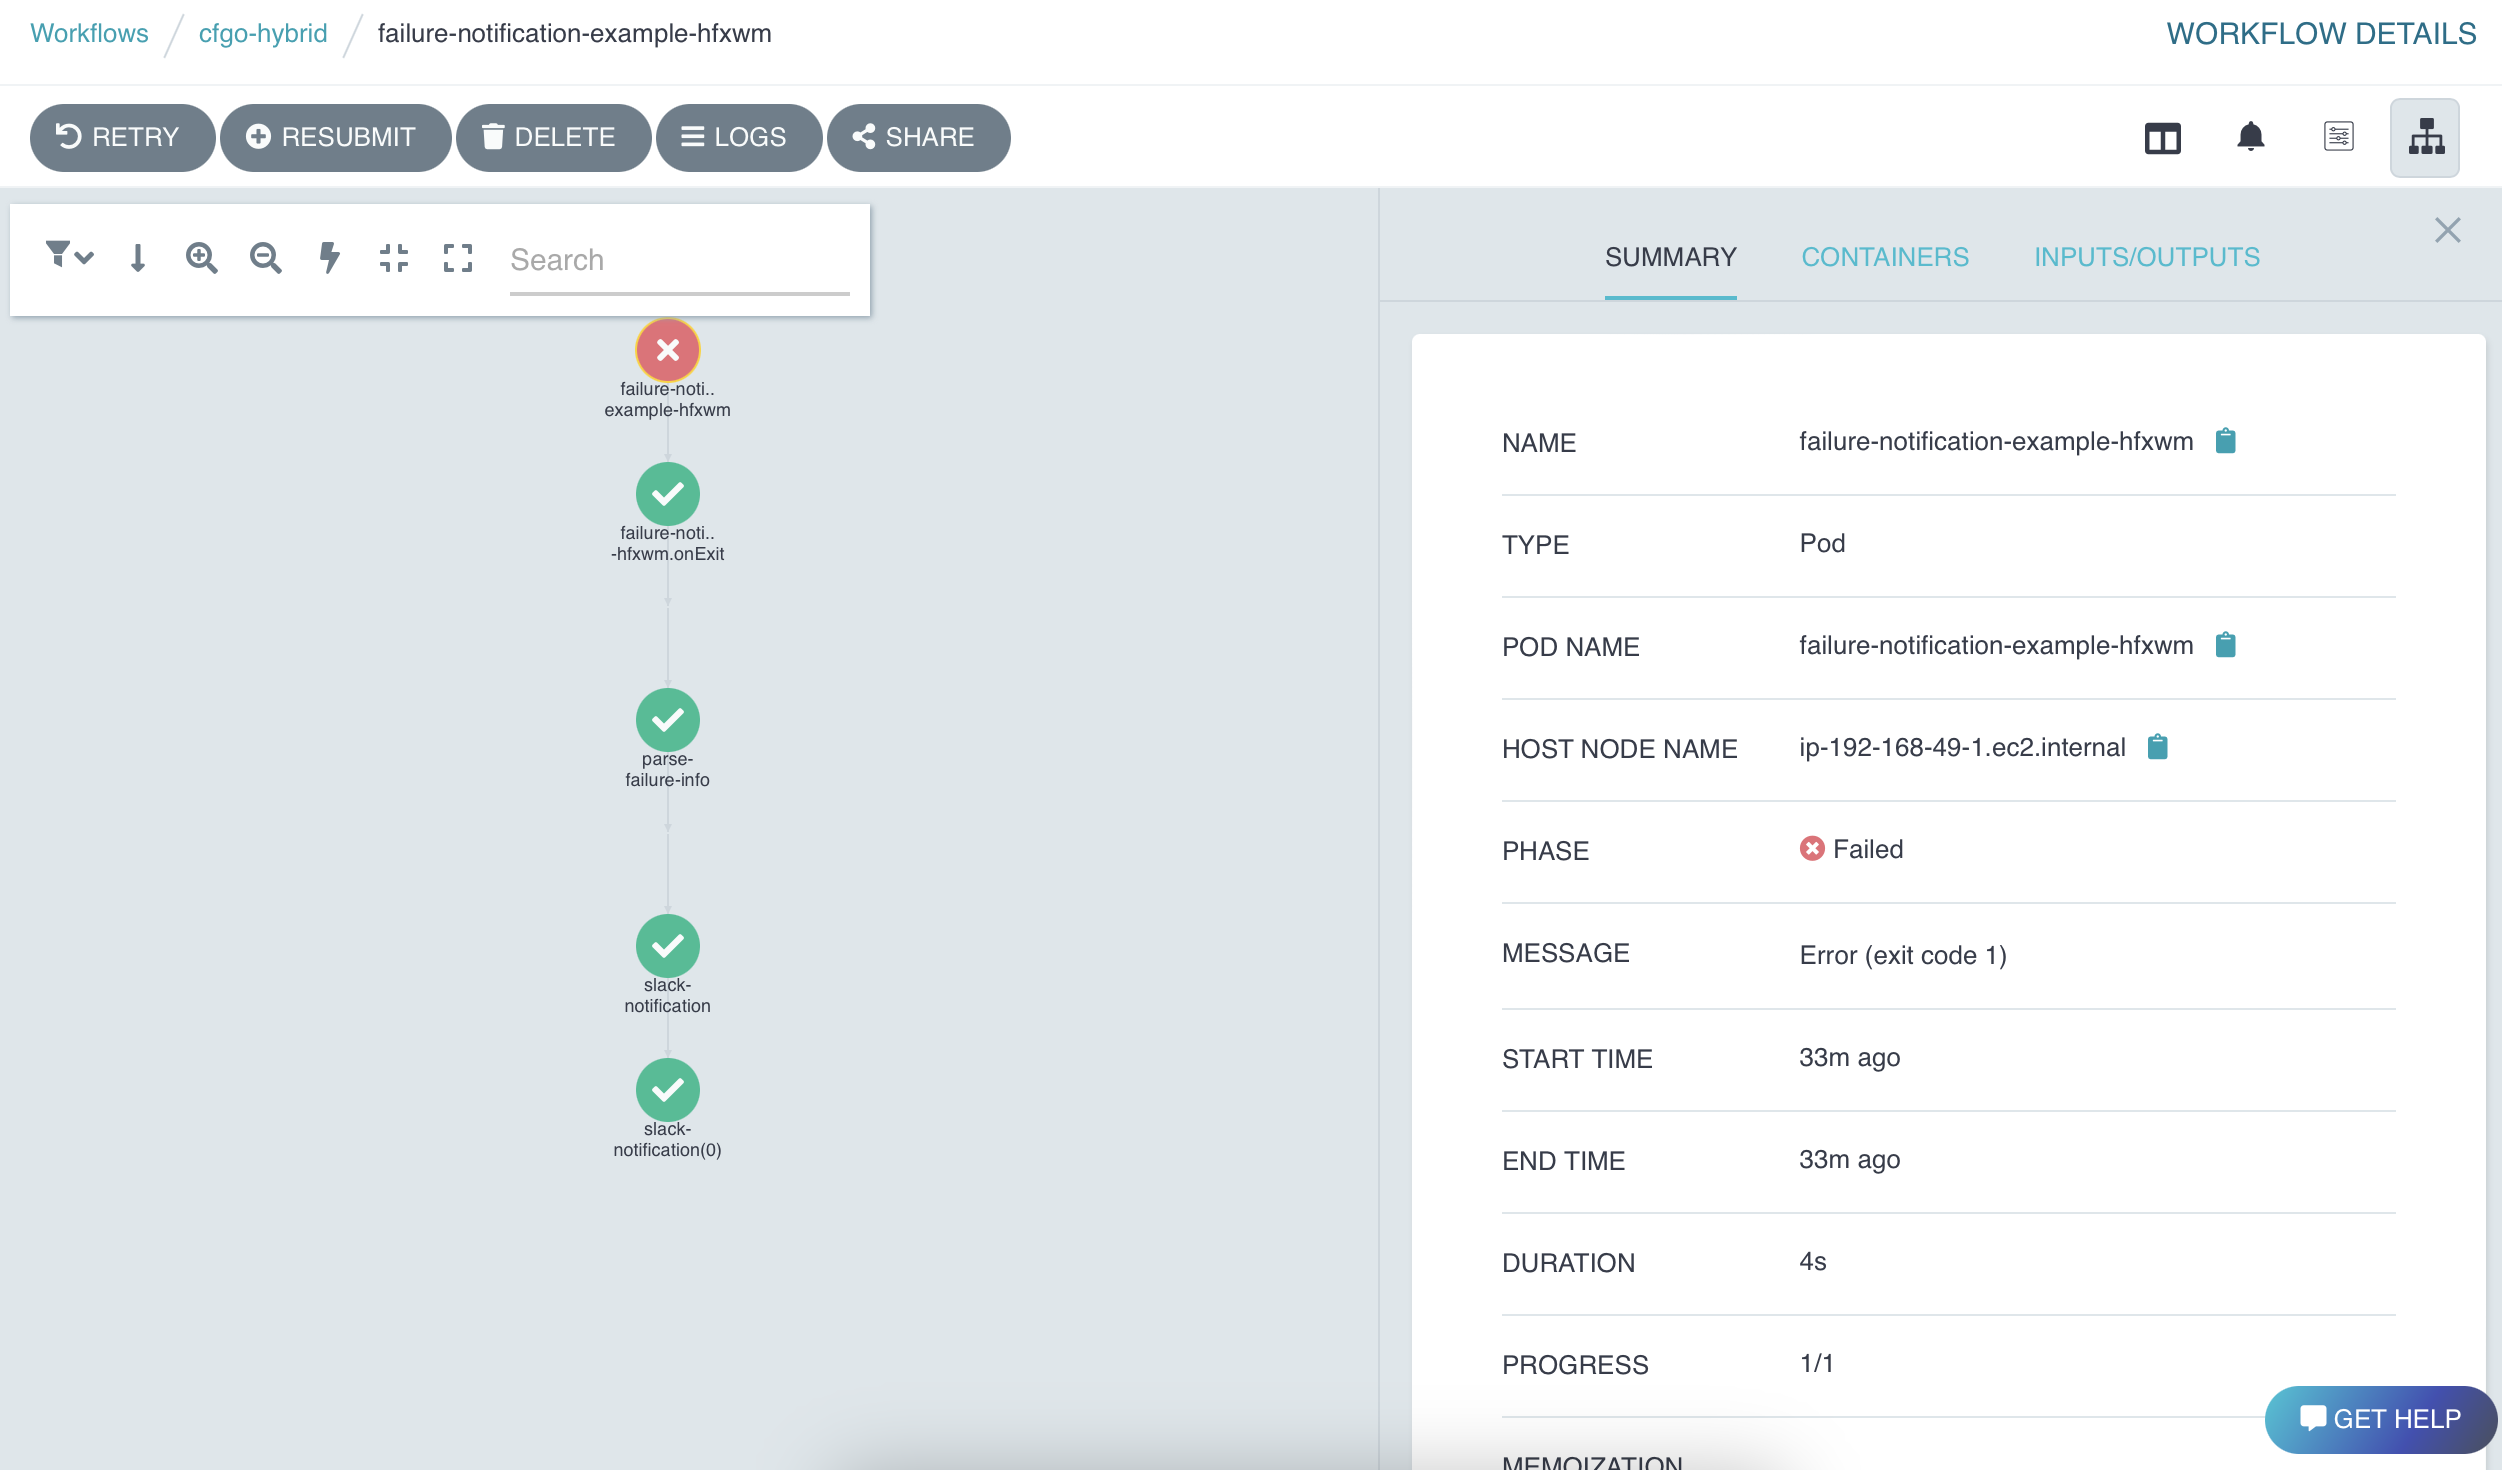 Workflows / cfgo-hybrid / failure-notification-example-hfxwm
WORKFLOW DETAILS
RETRY RESUBMIT DELETE LOGS SHARE
Search
failure-noti..
example-hfxwm
failure-noti..
-hfxwm.onExit
parse-
failure-info
slack-
notification
slack-
notification(0)
SUMMARY CONTAINERS INPUTS/OUTPUTS
NAME failure-notification-example-hfxwm
TYPE Pod
POD NAME failure-notification-example-hfxwm
HOST NODE NAME ip-192-168-49-1.ec2.internal
PHASE Failed
MESSAGE Error (exit code 1)
START TIME 33m ago
END TIME 33m ago
DURATION 4s
PROGRESS 1/1
MEMOIZATION
GET HELP